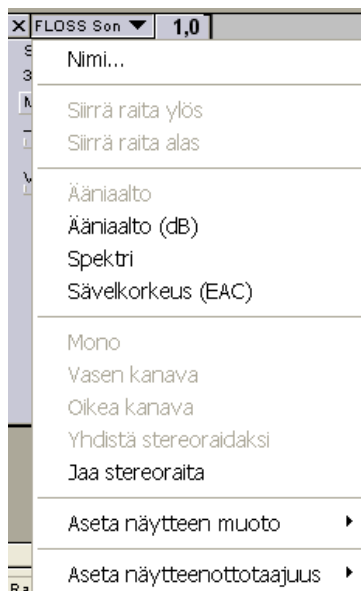 FLOSS Son
1,0
Nimi...
Siirrä raita ylös
Siirrä raita alas
Ääniaalto
Ääniaalto (dB)
Spektri
Sävelkorkeus (EAC)
Mono
Vasen kanava
Oikea kanava
Yhdistä stereoraidaksi
Jaa stereoraita
Aseta näytteen muoto
Aseta näytteenottotaajuus